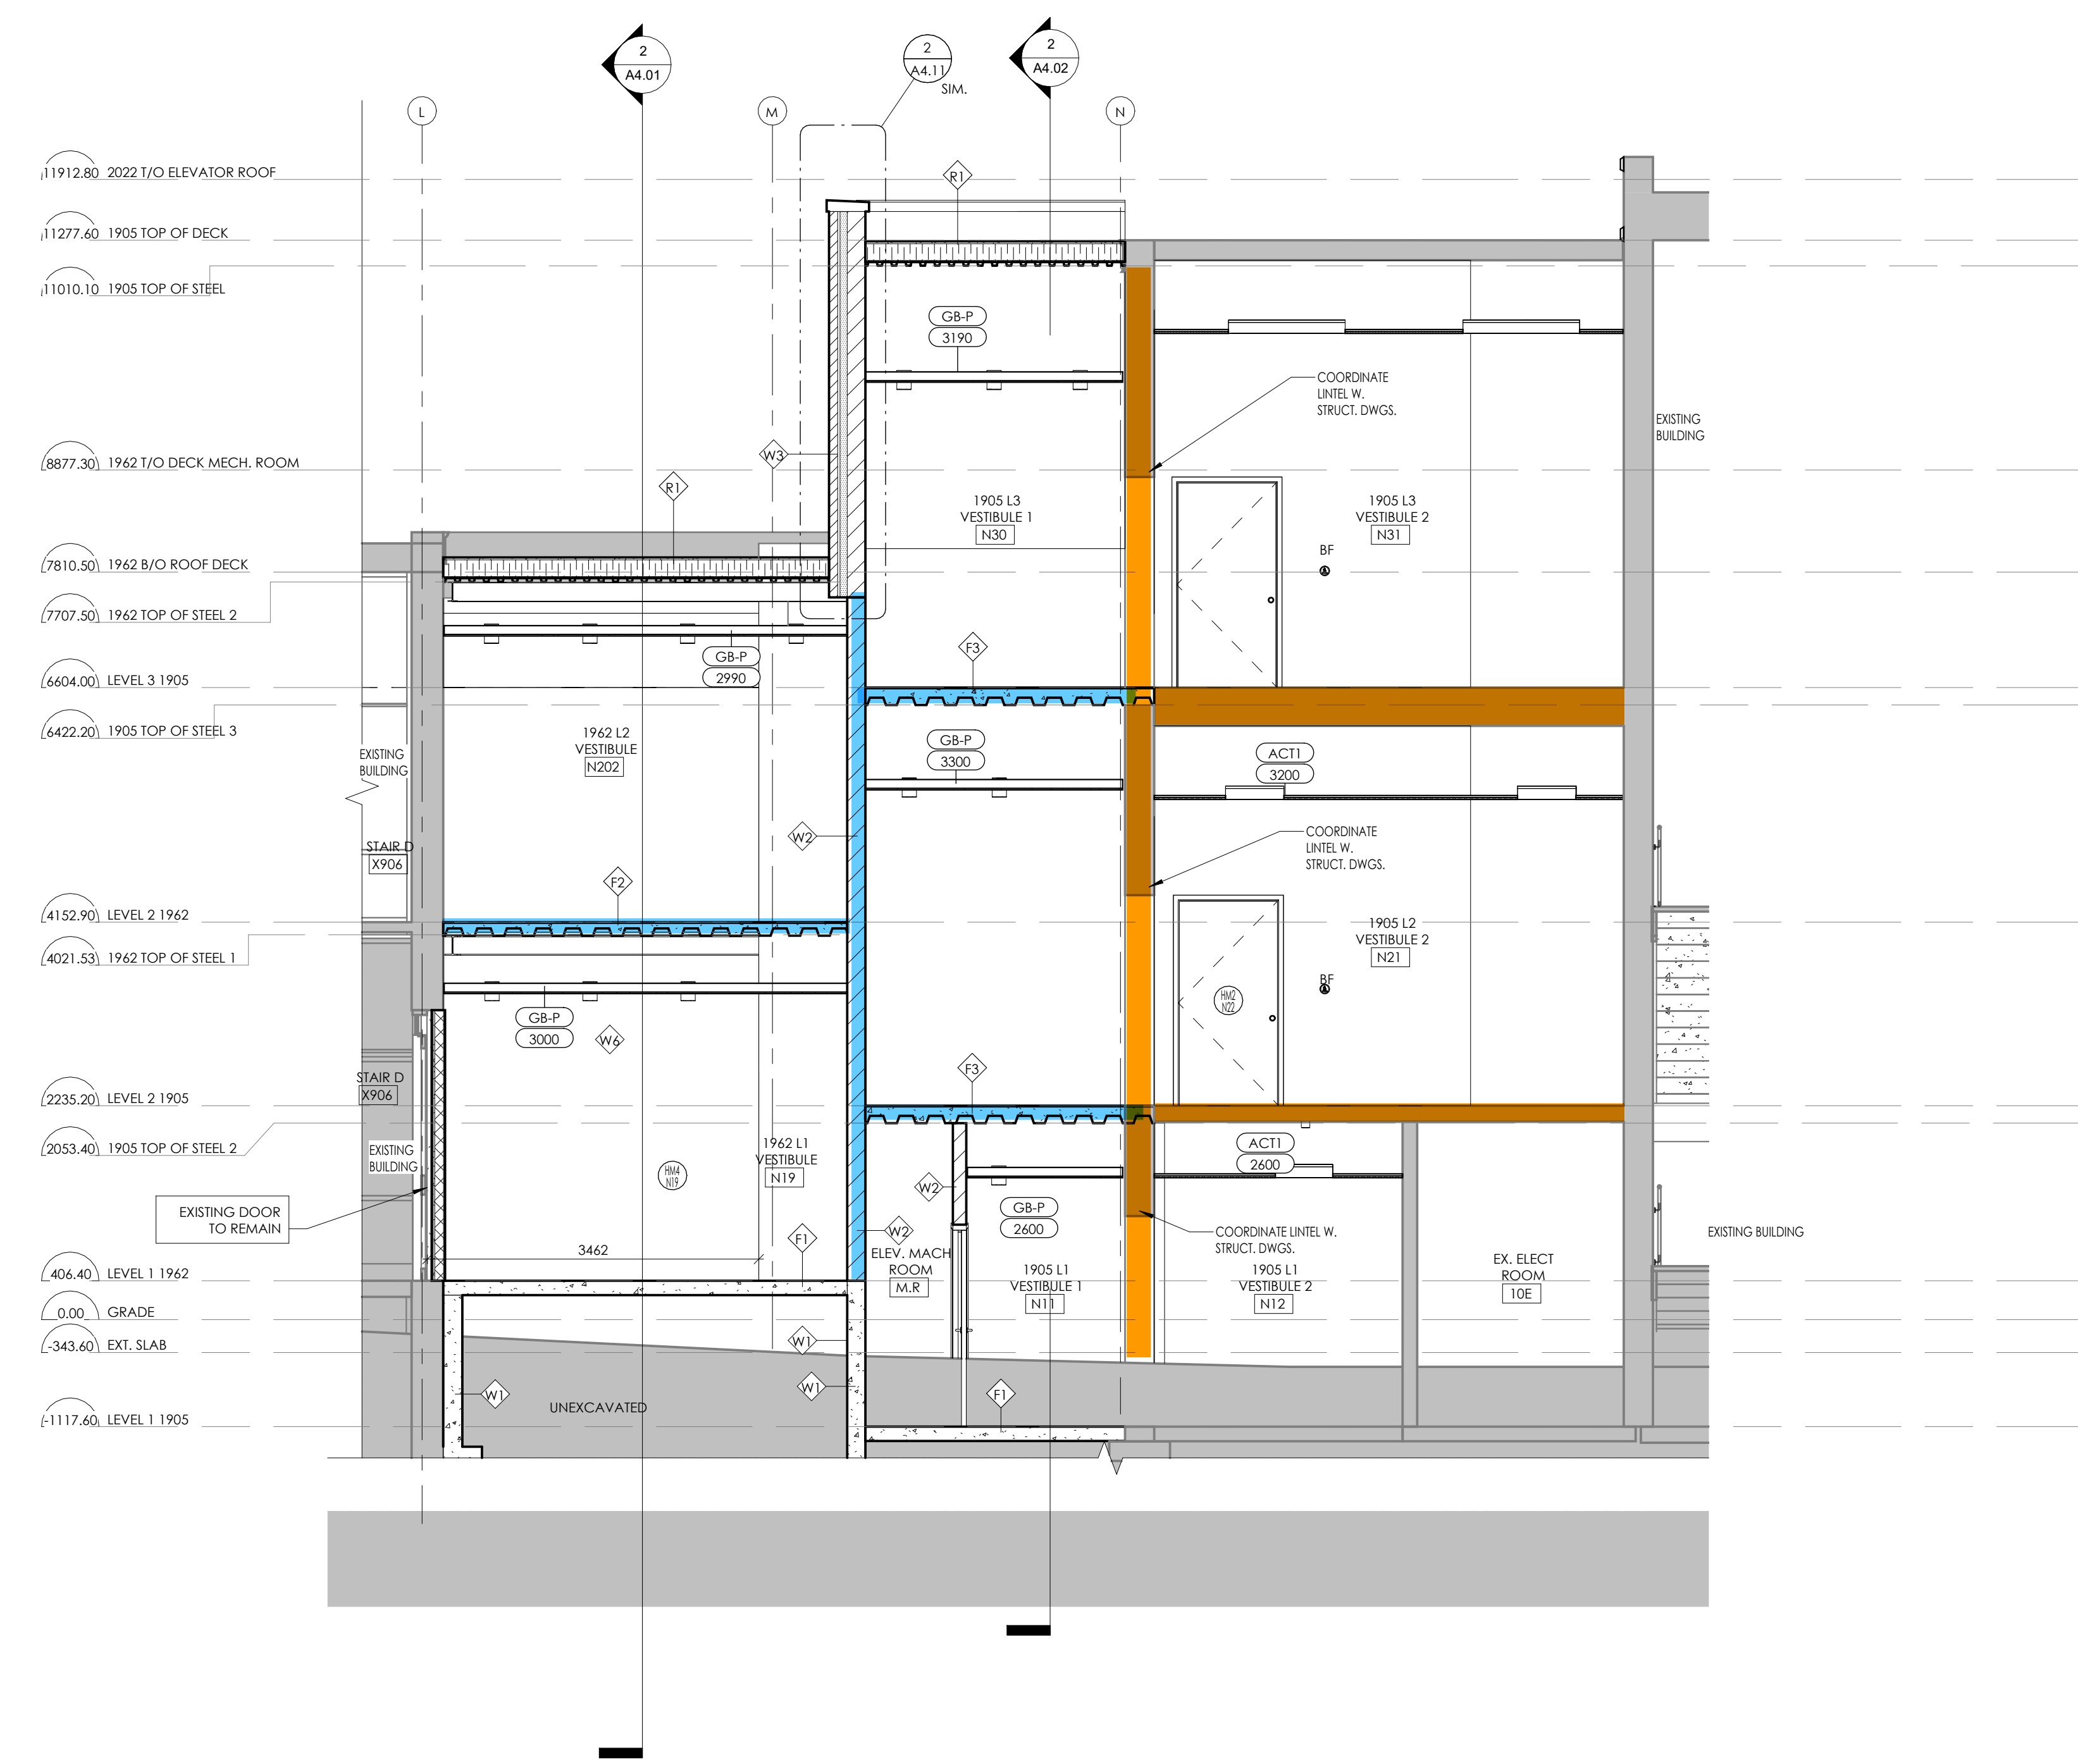 2
A4.01
2
A4.11
SIM.
2
A4.02
L
M
N
11912.80 2022 T/O ELEVATOR ROOF
11277.60 1905 TOP OF DECK
11010.10 1905 TOP OF STEEL
8877.30 1962 T/O DECK MECH. ROOM
7810.50 1962 B/O ROOF DECK
7707.50 1962 TOP OF STEEL 2
6604.00 LEVEL 3 1905
6422.20 1905 TOP OF STEEL 3
4152.90 LEVEL 2 1962
4021.53 1962 TOP OF STEEL 1
2235.20 LEVEL 2 1905
2053.40 1905 TOP OF STEEL 2
406.40 LEVEL 1 1962
0.00 GRADE
-343.60 EXT. SLAB
-1117.60 LEVEL 1 1905
R1
GB-P
3190
COORDINATE
LINTEL W.
STRUCT. DWGS.
EXISTING
BUILDING
W3
R1
1905 L3
VESTIBULE 1
N30
1905 L3
VESTIBULE 2
N31
BF
GB-P
2990
F3
1962 L2
VESTIBULE
N202
GB-P
3300
ACT1
3200
EXISTING
BUILDING
STAIR D
X906
W2
COORDINATE
LINTEL W.
STRUCT. DWGS.
F2
1905 L2
VESTIBULE 2
N21
BF
HM2
N22
GB-P
3000
W6
F3
STAIR D
X906
EXISTING
BUILDING
1962 L1
VESTIBULE
N19
HM4
N19
ACT1
2600
W2
GB-P
2600
EXISTING DOOR
TO REMAIN
3462
F1
W2
ELEV. MACH
ROOM
M.R
COORDINATE LINTEL W.
STRUCT. DWGS.
EXISTING BUILDING
1905 L1
VESTIBULE 1
N11
1905 L1
VESTIBULE 2
N12
EX. ELECT
ROOM
10E
W1
W1
W1
F1
UNEXCAVATED